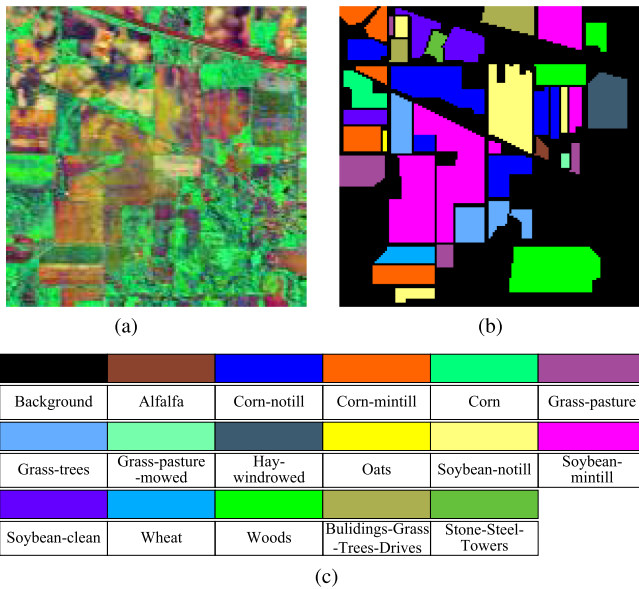 (a)
(b)
Background
Alfalfa
Corn-notill
Corn-mintill
Corn
Grass-pasture
Grass-trees
Grass-pasture
-mowed
Hay-
windrowed
Oats
Soybean-notill
Soybean-
mintill
Soybean-clean
Wheat
Woods
Bulidings-Grass
-Trees-Drives
Stone-Steel-
Towers
(c)